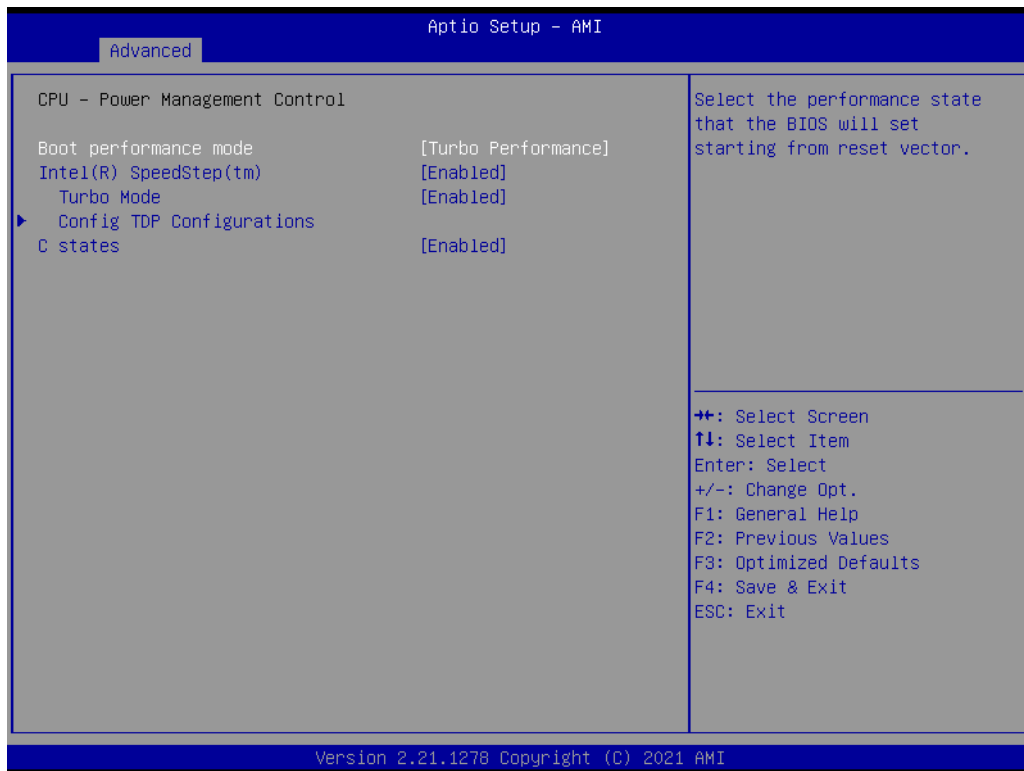 Aptio Setup – AMI
Advanced
CPU – Power Management Control
Boot performance mode [Turbo Performance]
Intel(R) SpeedStep(tm) [Enabled]
Turbo Mode [Enabled]
Config TDP Configurations
C states [Enabled]
Select the performance state
that the BIOS will set
starting from reset vector.
→←: Select Screen
↑↓: Select Item
Enter: Select
+/-: Change Opt.
F1: General Help
F2: Previous Values
F3: Optimized Defaults
F4: Save & Exit
ESC: Exit
Version 2.21.1278 Copyright (C) 2021 AMI